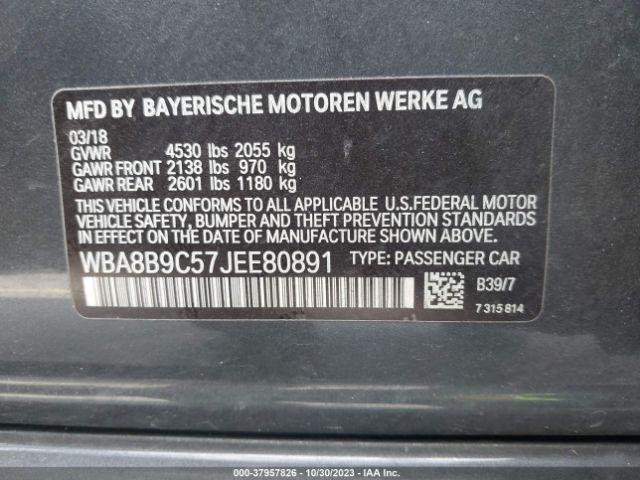 MFD BY BAYERISCHE MOTOREN WERKE AG
03/18
GVWR 4530 lbs 2055 kg
GAWR FRONT 2138 lbs 970 kg
GAWR REAR 2601 lbs 1180 kg
THIS VEHICLE CONFORMS TO ALL APPLICABLE U.S.FEDERAL MOTOR
VEHICLE SAFETY, BUMPER AND THEFT PREVENTION STANDARDS
IN EFFECT ON THE DATE OF MANUFACTURE SHOWN ABOVE.
WBA8B9C57JEE80891 TYPE: PASSENGER CAR
B39/7
7 315 814
000-37957826 | 10/30/2023 | IAA Inc.